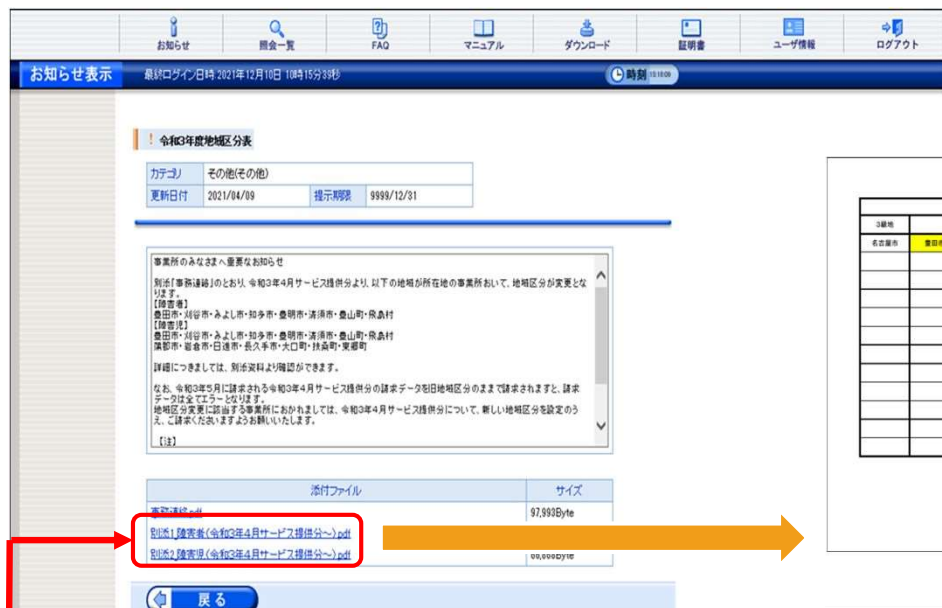 お知らせ
照会一覧
FAQ
マニュアル
ダウンロード
証明書
ユーザ情報
ログアウト
お知らせ表示
最終ログイン日時 2021年12月10日 10時15分39秒
時刻
! 令和3年度地域区分表
カテゴリ その他(その他)
更新日付 2021/04/09 掲示期限 9999/12/31
3級地
名古屋市
事業所のみなさまへ重要なお知らせ
別添「事務連絡」のとおり、令和3年4月サービス提供分より、以下の地域が所在地の事業所おいて、地域区分が変更とな
ります。
【障害者】
豊田市・刈谷市・みよし市・知多市・豊明市・清須市・豊山町・飛島村
【障害児】
豊田市・刈谷市・みよし市・知多市・豊明市・清須市・豊山町・飛島村
蒲郡市・岩倉市・日進市・長久手市・大口町・扶桑町・東郷町
詳細につきましては、別添資料より確認ができます。
なお、令和3年5月に請求される令和3年4月サービス提供分の請求データを旧地域区分のままで請求されますと、請求
データは全てエラーとなります。
地域区分変更に該当する事業所におかれましては、令和3年4月サービス提供分について、新しい地域区分を設定のう
え、ご請求くださいますようお願いいたします。
【注】
添付ファイル サイズ
事務連絡.pdf 97,993Byte
別添1_障害者(令和3年4月サービス提供分～).pdf
別添2_障害児(令和3年4月サービス提供分～).pdf
戻る